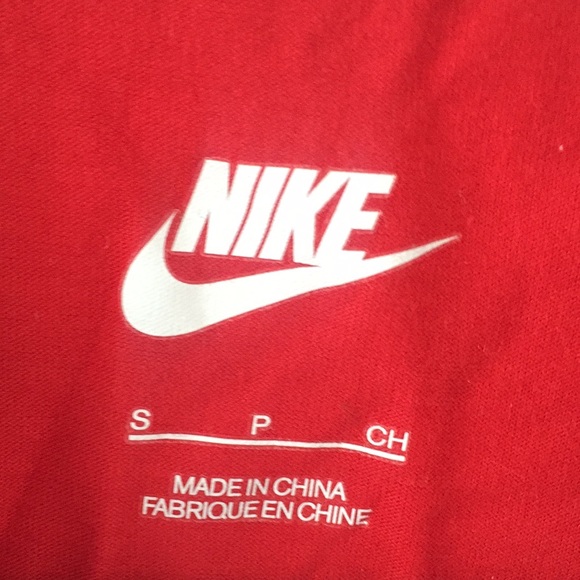 NIKE
S P CH
MADE IN CHINA
FABRIQUE EN CHINE